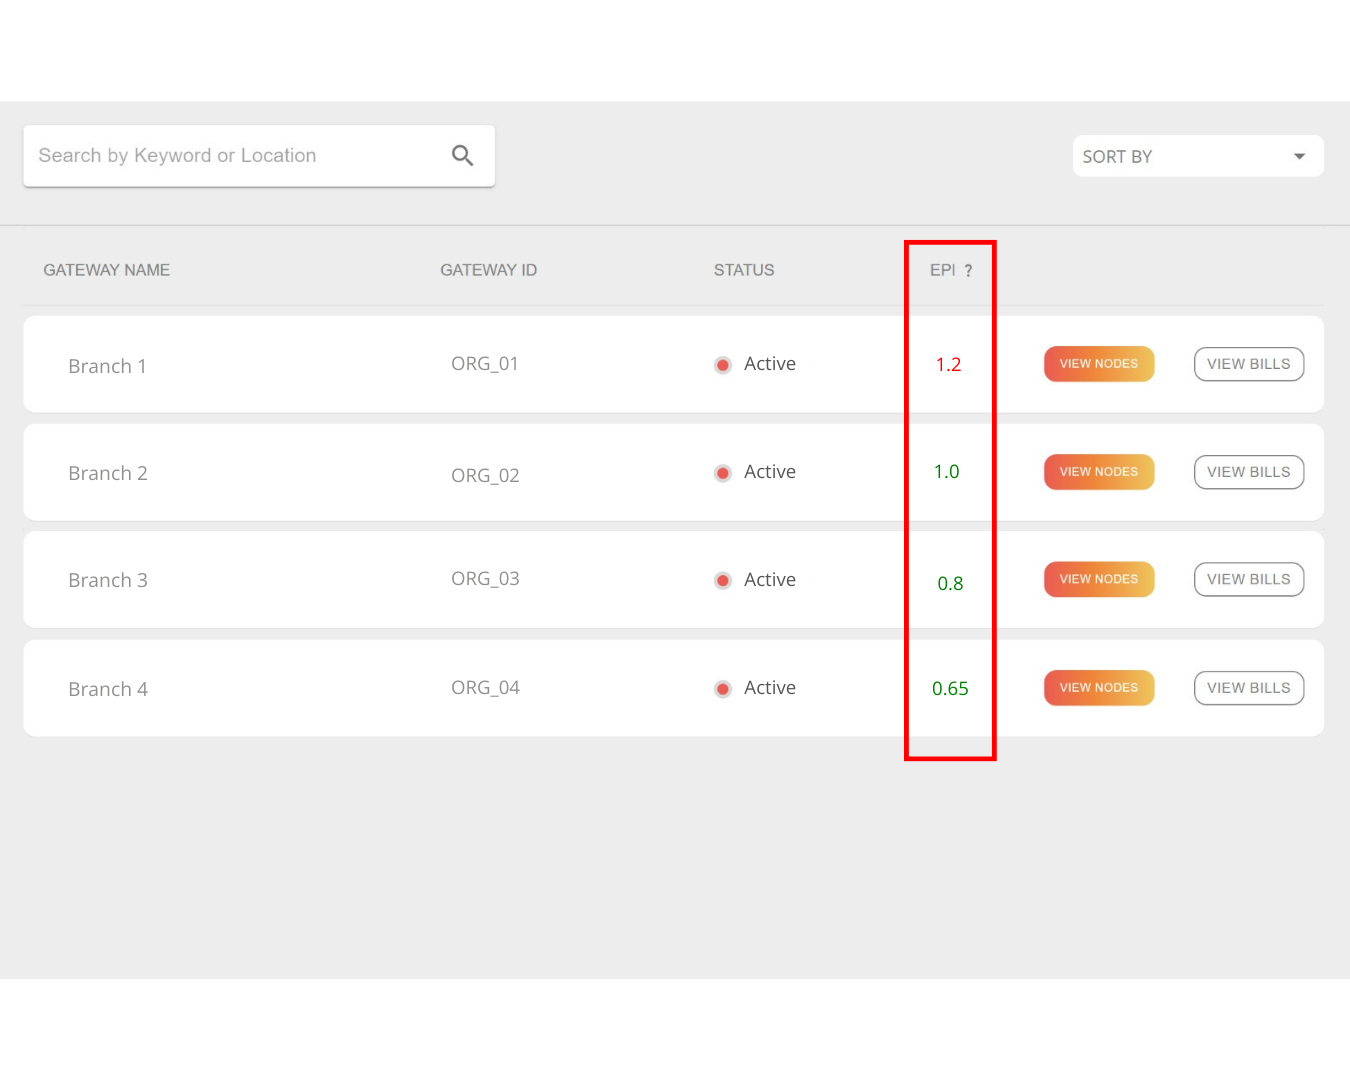 Search by Keyword or Location
SORT BY
GATEWAY NAME GATEWAY ID STATUS EPI ?
Branch 1 ORG_01 Active 1.2 VIEW NODES VIEW BILLS
Branch 2 ORG_02 Active 1.0 VIEW NODES VIEW BILLS
Branch 3 ORG_03 Active 0.8 VIEW NODES VIEW BILLS
Branch 4 ORG_04 Active 0.65 VIEW NODES VIEW BILLS